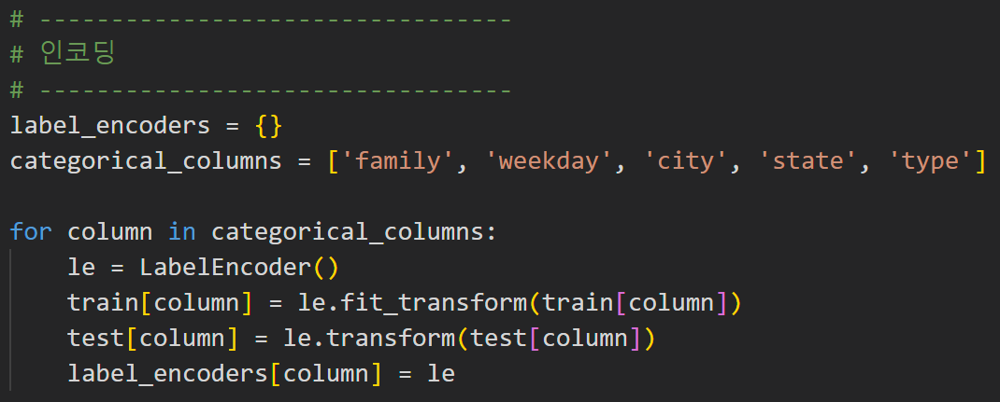 # ---------------------------------
# 인코딩
# ---------------------------------
label_encoders = {}
categorical_columns = ['family', 'weekday', 'city', 'state', 'type']
for column in categorical_columns:
    le = LabelEncoder()
    train[column] = le.fit_transform(train[column])
    test[column] = le.transform(test[column])
    label_encoders[column] = le